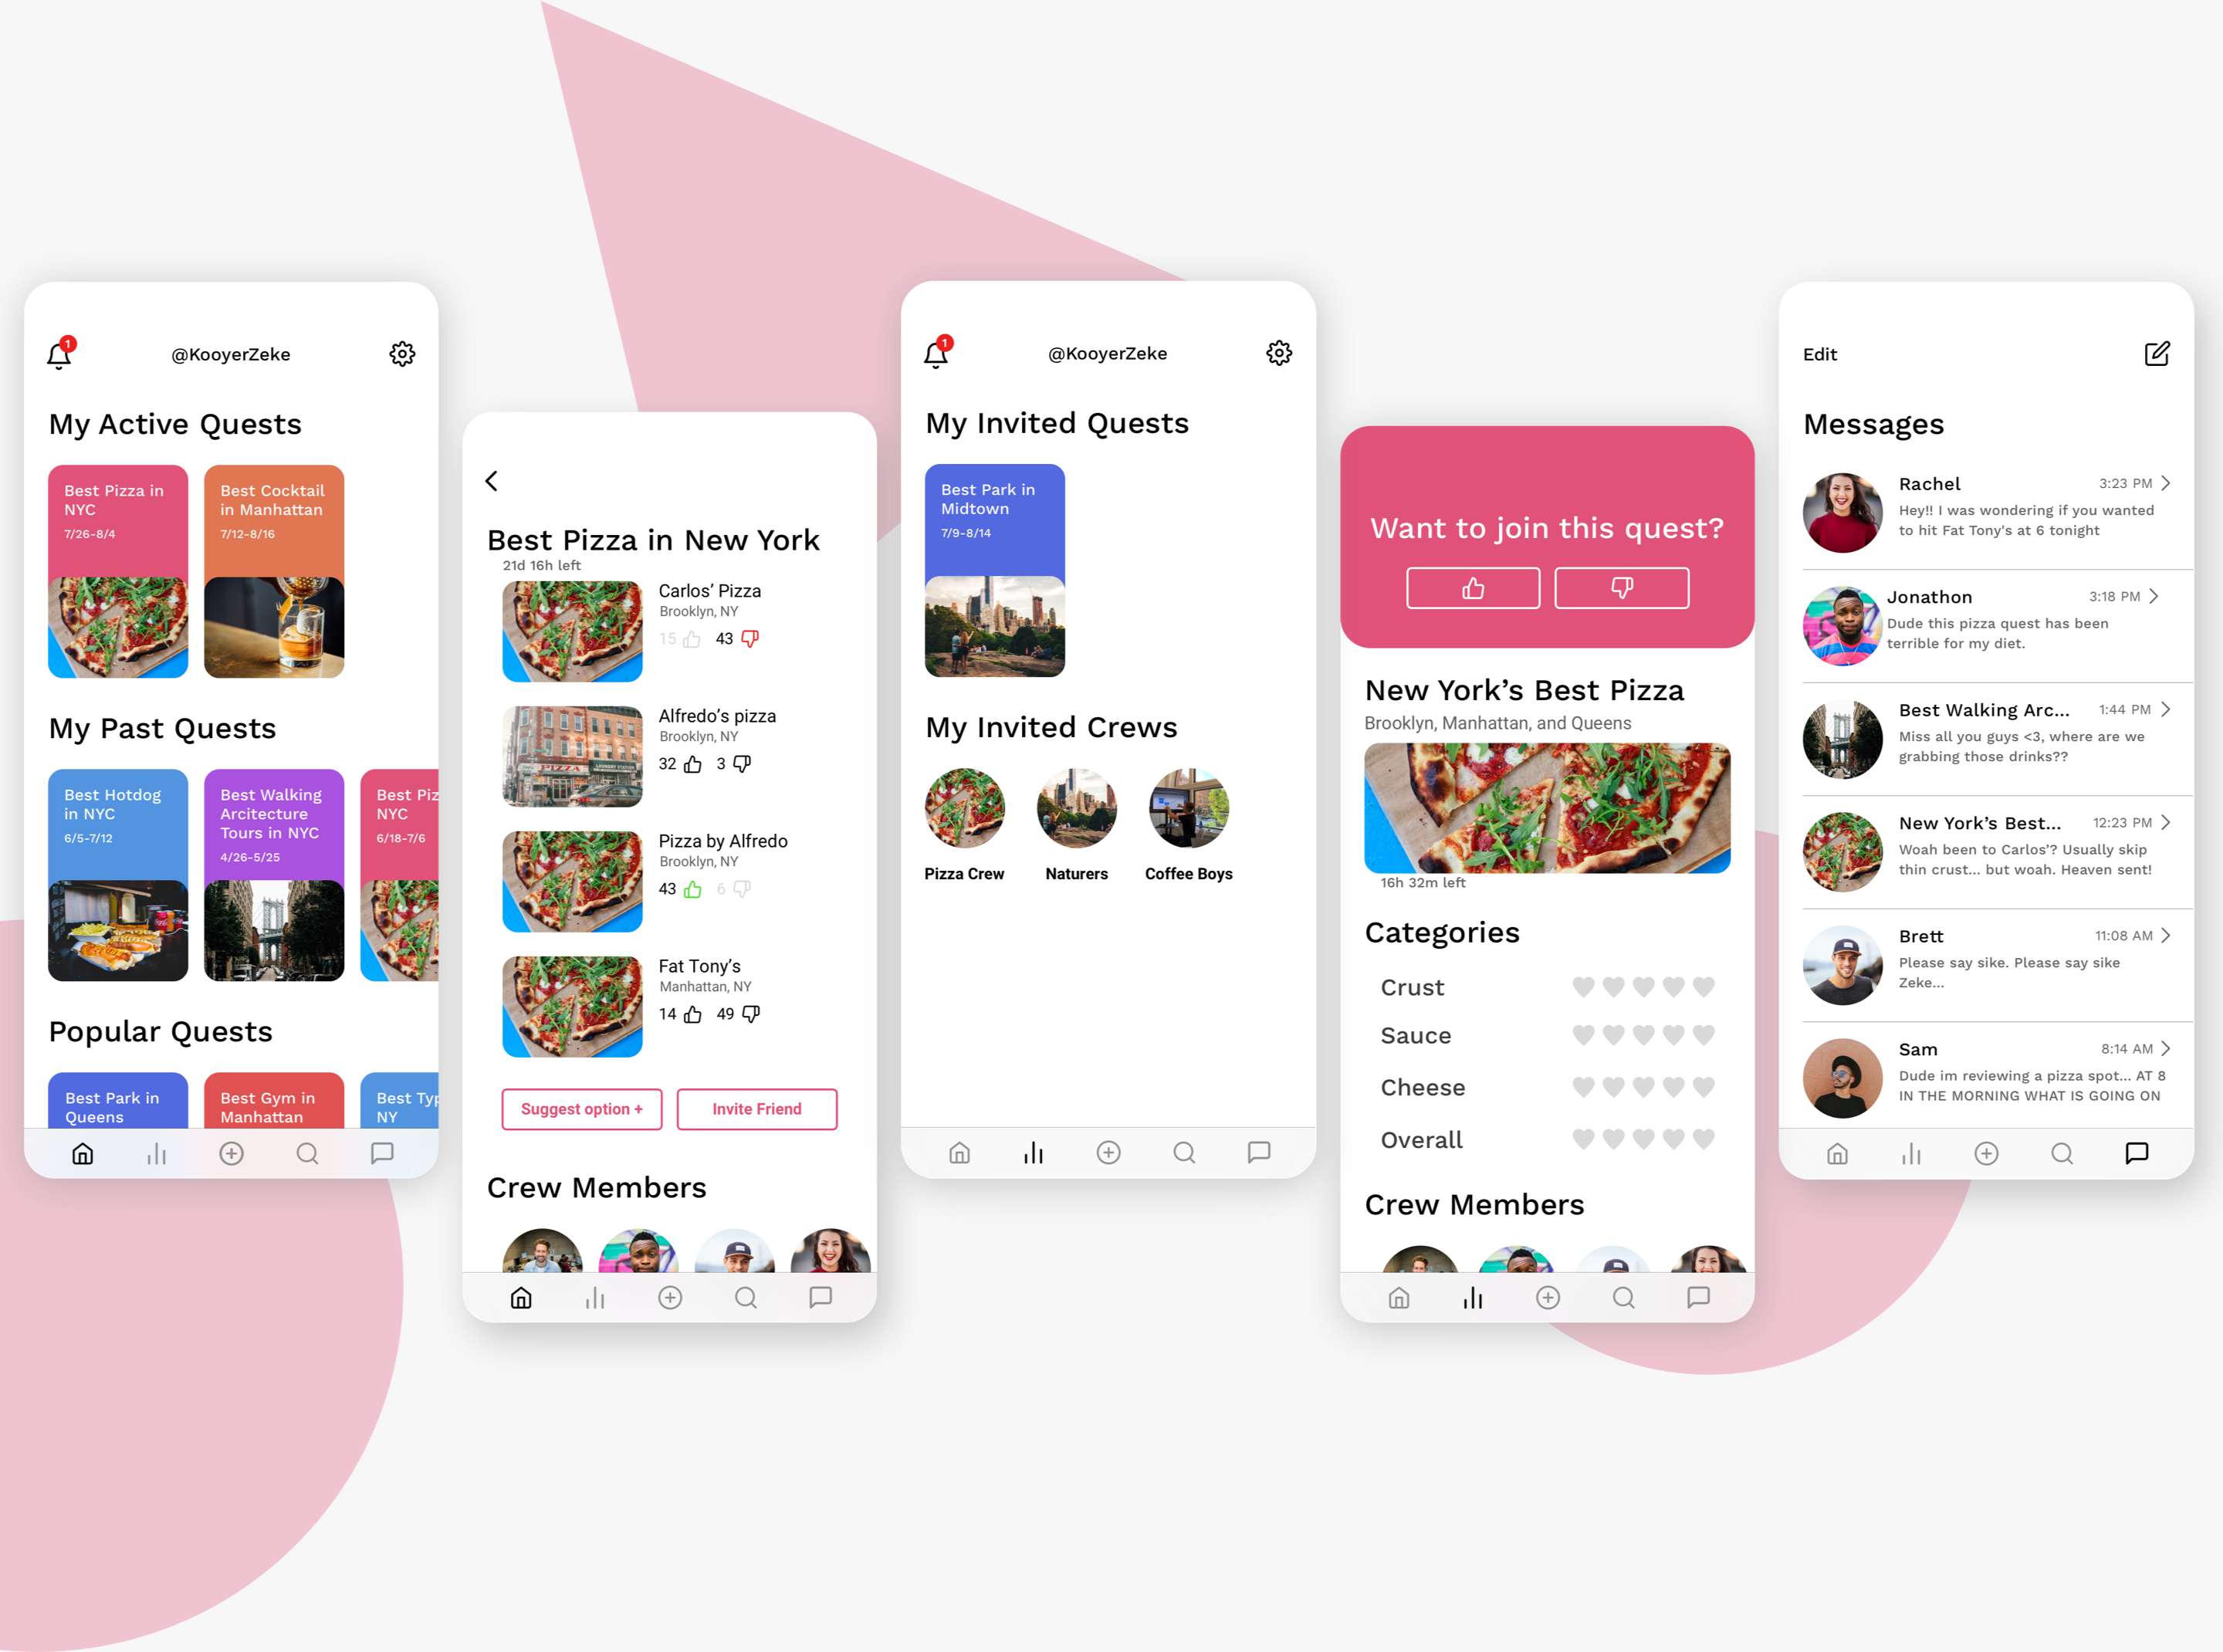 1
@KooyerZeke
My Active Quests
Best Pizza in
NYC
7/26-8/4
Best Cocktail
in Manhattan
7/12-8/16
My Past Quests
Best Hotdog
in NYC
6/5-7/12
Best Walking
Arcitecture
Tours in NYC
4/26-5/25
Best Piz
NYC
6/18-7/6
Popular Quests
Best Park in
Queens
Best Gym in
Manhattan
Best Typ
NY
Best Pizza in New York
21d 16h left
Carlos’ Pizza
Brooklyn, NY
15 43
Alfredo’s pizza
Brooklyn, NY
32 3
PIZZA
LAUNDRY STATION
Pizza by Alfredo
Brooklyn, NY
43 6
Fat Tony’s
Manhattan, NY
14 49
Suggest option + Invite Friend
Crew Members
1
@KooyerZeke
My Invited Quests
Best Park in
Midtown
7/9-8/14
My Invited Crews
Pizza Crew Naturers Coffee Boys
Want to join this quest?
New York’s Best Pizza
Brooklyn, Manhattan, and Queens
16h 32m left
Categories
Crust
Sauce
Cheese
Overall
Crew Members
Edit
Messages
Rachel 3:23 PM
Hey!! I was wondering if you wanted
to hit Fat Tony's at 6 tonight
Jonathon 3:18 PM
Dude this pizza quest has been
terrible for my diet.
Best Walking Arc... 1:44 PM
Miss all you guys <3, where are we
grabbing those drinks??
New York’s Best... 12:23 PM
Woah been to Carlos’? Usually skip
thin crust... but woah. Heaven sent!
Brett 11:08 AM
Please say sike. Please say sike
Zeke...
Sam 8:14 AM
Dude im reviewing a pizza spot... AT 8
IN THE MORNING WHAT IS GOING ON